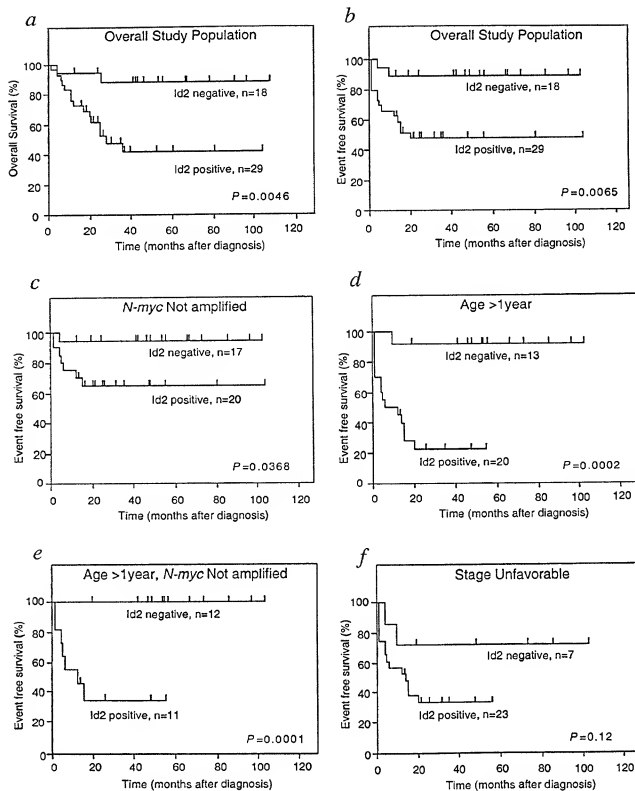 a
Overall Study Population
Overall Survival (%)
100
80
60
40
20
0
Id2 negative, n=18
Id2 positive, n=29
P=0.0046
0 20 40 60 80 100 120
Time (months after diagnosis)
b
Overall Study Population
Event free survival (%)
100
80
60
40
20
0
Id2 negative, n=18
Id2 positive, n=29
P=0.0065
0 20 40 60 80 100 120
Time (months after diagnosis)
c
N-myc Not amplified
Event free survival (%)
100
80
60
40
20
0
Id2 negative, n=17
Id2 positive, n=20
P=0.0368
0 20 40 60 80 100 120
Time (months after diagnosis)
d
Age >1year
Event free survival (%)
100
80
60
40
20
0
Id2 negative, n=13
Id2 positive, n=20
P=0.0002
0 20 40 60 80 100 120
Time (months after diagnosis)
e
Age >1year, N-myc Not amplified
Event free survival (%)
100
80
60
40
20
0
Id2 negative, n=12
Id2 positive, n=11
P=0.0001
0 20 40 60 80 100 120
Time (months after diagnosis)
f
Stage Unfavorable
Event free survival (%)
100
80
60
40
20
0
Id2 negative, n=7
Id2 positive, n=23
P=0.12
0 20 40 60 80 100 120
Time (months after diagnosis)